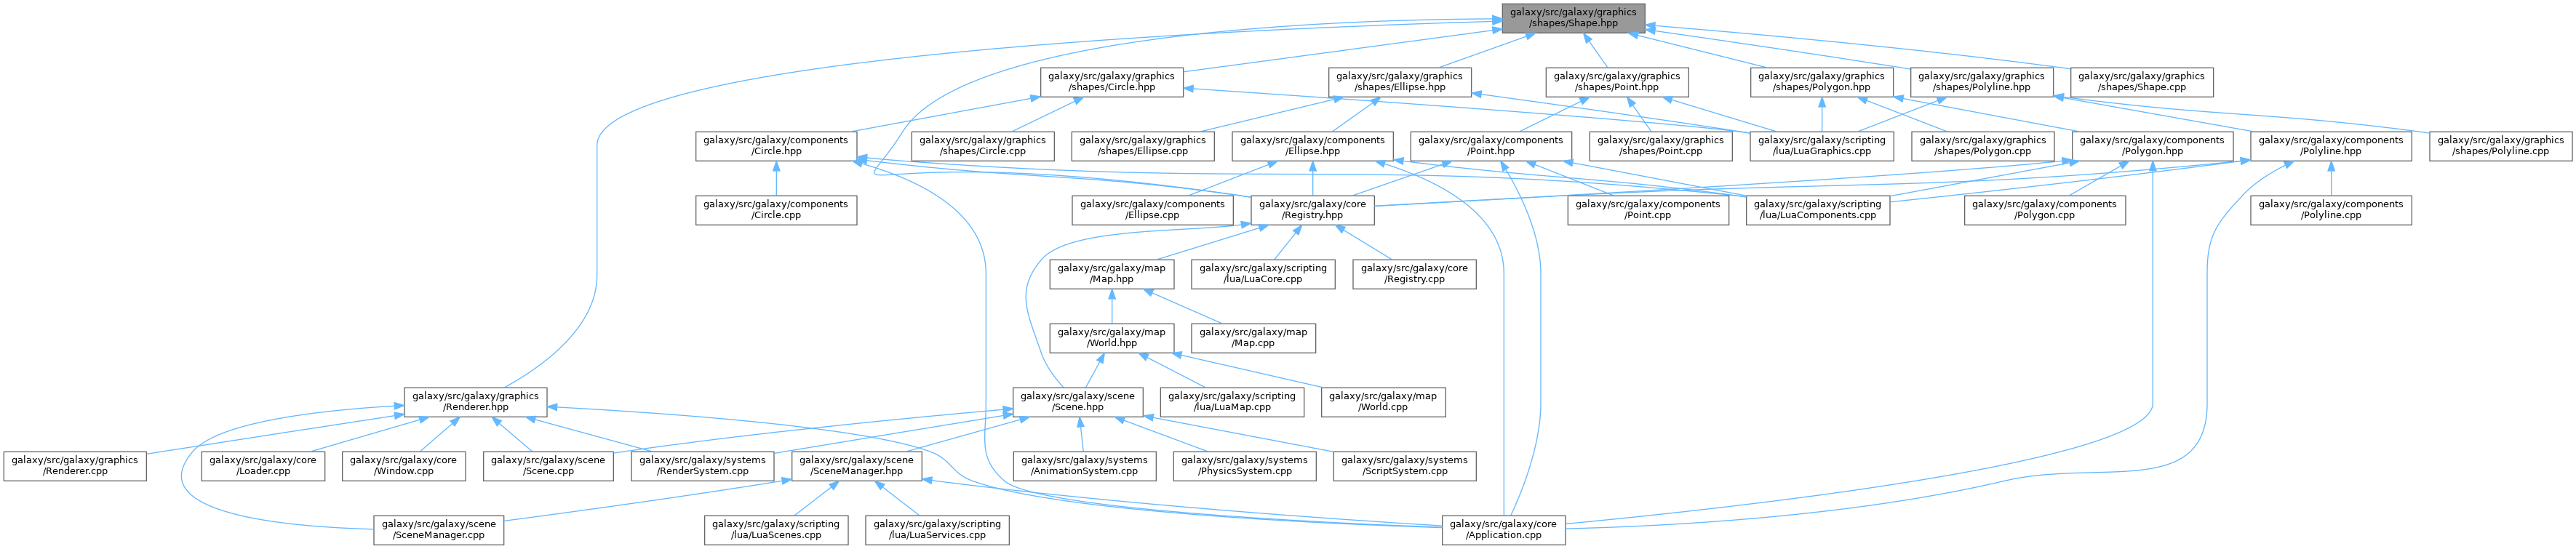 galaxy/src/galaxy/graphics
/shapes/Shape.hpp
galaxy/src/galaxy/graphics
/shapes/Circle.hpp
galaxy/src/galaxy/graphics
/shapes/Ellipse.hpp
galaxy/src/galaxy/graphics
/shapes/Point.hpp
galaxy/src/galaxy/graphics
/shapes/Polygon.hpp
galaxy/src/galaxy/graphics
/shapes/Polyline.hpp
galaxy/src/galaxy/graphics
/shapes/Shape.cpp
galaxy/src/galaxy/components
/Circle.hpp
galaxy/src/galaxy/graphics
/shapes/Circle.cpp
galaxy/src/galaxy/graphics
/shapes/Ellipse.cpp
galaxy/src/galaxy/components
/Ellipse.hpp
galaxy/src/galaxy/components
/Point.hpp
galaxy/src/galaxy/graphics
/shapes/Point.cpp
galaxy/src/galaxy/scripting
/lua/LuaGraphics.cpp
galaxy/src/galaxy/graphics
/shapes/Polygon.cpp
galaxy/src/galaxy/components
/Polygon.hpp
galaxy/src/galaxy/components
/Polyline.hpp
galaxy/src/galaxy/graphics
/shapes/Polyline.cpp
galaxy/src/galaxy/components
/Circle.cpp
galaxy/src/galaxy/components
/Ellipse.cpp
galaxy/src/galaxy/core
/Registry.hpp
galaxy/src/galaxy/components
/Point.cpp
galaxy/src/galaxy/scripting
/lua/LuaComponents.cpp
galaxy/src/galaxy/components
/Polygon.cpp
galaxy/src/galaxy/components
/Polyline.cpp
galaxy/src/galaxy/map
/Map.hpp
galaxy/src/galaxy/scripting
/lua/LuaCore.cpp
galaxy/src/galaxy/core
/Registry.cpp
galaxy/src/galaxy/map
/World.hpp
galaxy/src/galaxy/map
/Map.cpp
galaxy/src/galaxy/graphics
/Renderer.hpp
galaxy/src/galaxy/scene
/Scene.hpp
galaxy/src/galaxy/scripting
/lua/LuaMap.cpp
galaxy/src/galaxy/map
/World.cpp
galaxy/src/galaxy/graphics
/Renderer.cpp
galaxy/src/galaxy/core
/Loader.cpp
galaxy/src/galaxy/core
/Window.cpp
galaxy/src/galaxy/scene
/Scene.cpp
galaxy/src/galaxy/systems
/RenderSystem.cpp
galaxy/src/galaxy/scene
/SceneManager.hpp
galaxy/src/galaxy/systems
/AnimationSystem.cpp
galaxy/src/galaxy/systems
/PhysicsSystem.cpp
galaxy/src/galaxy/systems
/ScriptSystem.cpp
galaxy/src/galaxy/scene
/SceneManager.cpp
galaxy/src/galaxy/scripting
/lua/LuaScenes.cpp
galaxy/src/galaxy/scripting
/lua/LuaServices.cpp
galaxy/src/galaxy/core
/Application.cpp